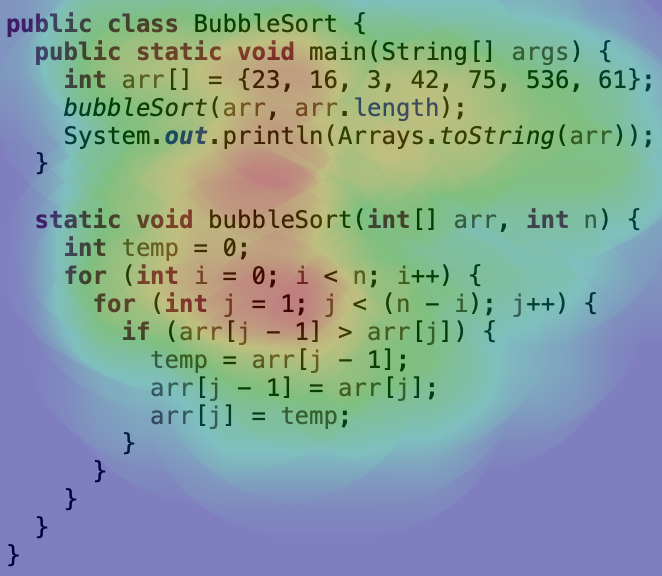 public class BubbleSort {
  public static void main(String[] args) {
    int arr[] = {23, 16, 3, 42, 75, 536, 61};
    bubbleSort(arr, arr.length);
    System.out.println(Arrays.toString(arr));
  }

  static void bubbleSort(int[] arr, int n) {
    int temp = 0;
    for (int i = 0; i < n; i++) {
      for (int j = 1; j < (n - i); j++) {
        if (arr[j - 1] > arr[j]) {
          temp = arr[j - 1];
          arr[j - 1] = arr[j];
          arr[j] = temp;
        }
      }
    }
  }
}